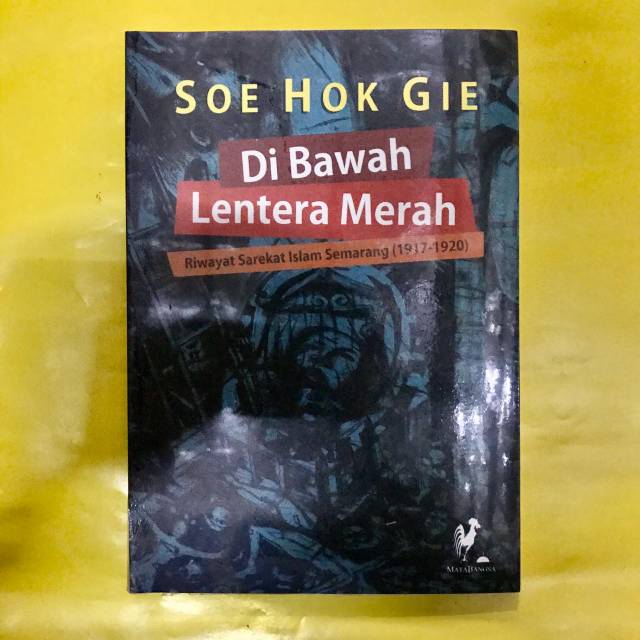 SOE HOK GIE
Di Bawah
Lentera Merah
Riwayat Sarekat Islam Semarang (1917-1920)
MATABANGSA